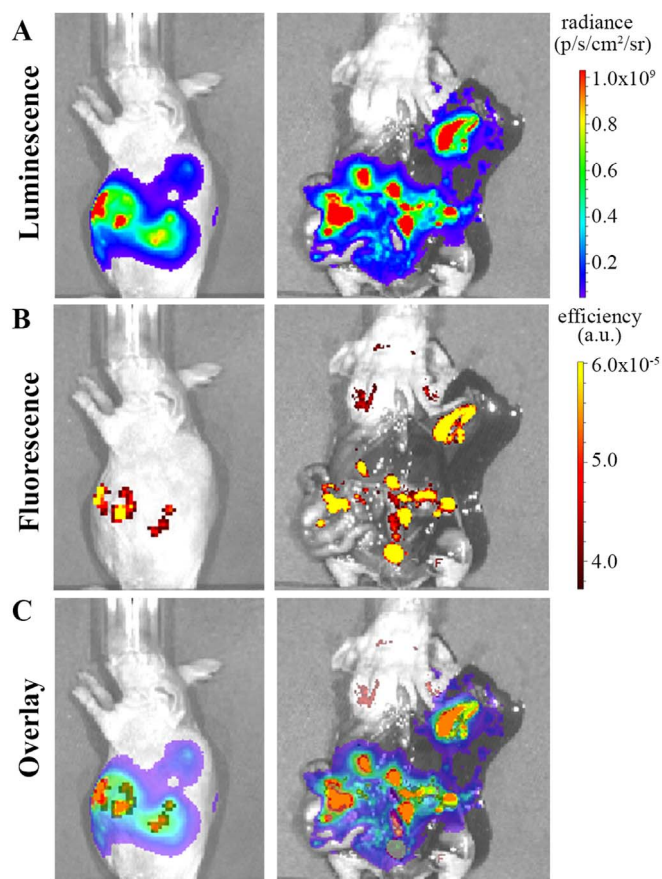 A
Luminescence
radiance
(p/s/cm²/sr)
1.0x10⁹
0.8
0.6
0.4
0.2
B
Fluorescence
efficiency
(a.u.)
6.0x10⁻⁵
5.0
4.0
F
C
Overlay
F